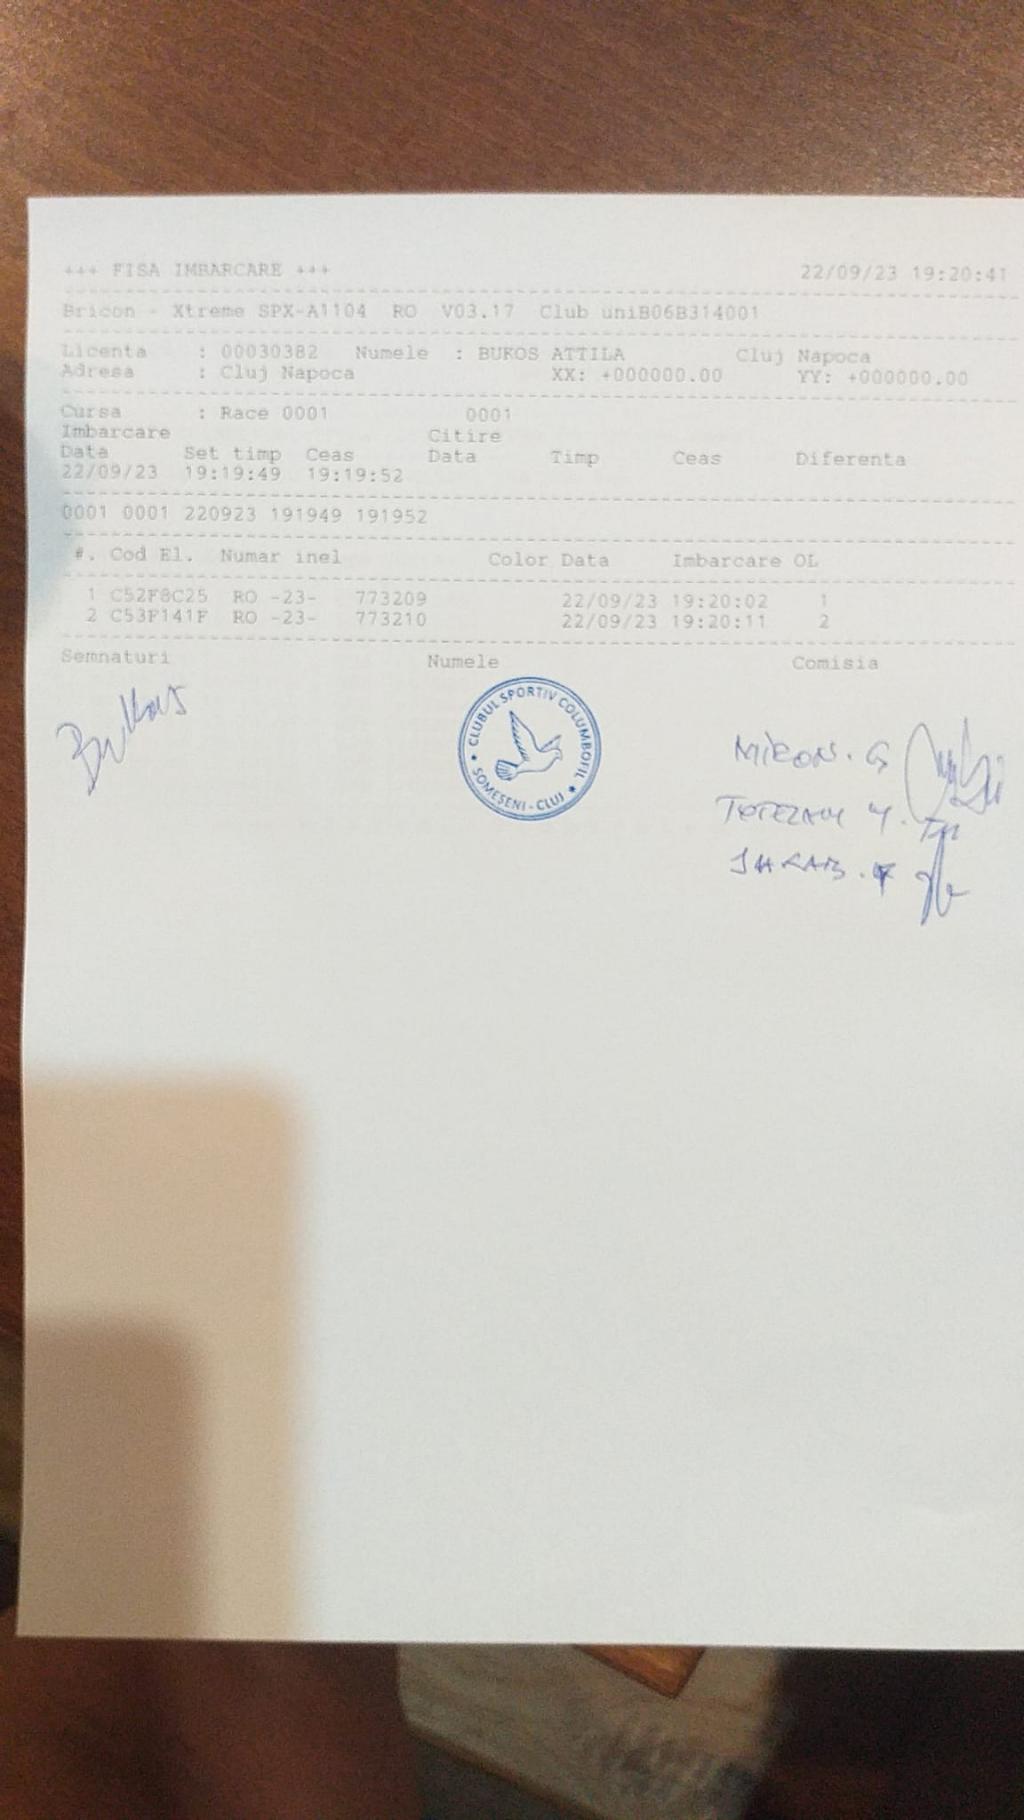 +++ FISA IMBARCARE +++ 22/09/23 19:20:41
Bricon - Xtreme SPX-A1104 RO V03.17 Club uniB06B314001
Licenta : 00030382 Numele : BUKOS ATTILA Cluj Napoca
Adresa : Cluj Napoca XX: +000000.00 YY: +000000.00
Cursa : Race 0001 0001
Imbarcare Citire
Data Set timp Ceas Data Timp Ceas Diferenta
22/09/23 19:19:49 19:19:52
0001 0001 220923 191949 191952
#. Cod El. Numar inel Color Data Imbarcare OL
1 C52F8C25 RO -23- 773209 22/09/23 19:20:02 1
2 C53F141F RO -23- 773210 22/09/23 19:20:11 2
Semnaturi Numele Comisia
Bukos
CLUBUL SPORTIV COLUMBOFIL
SOMEȘENI - CLUJ
MIRON. G